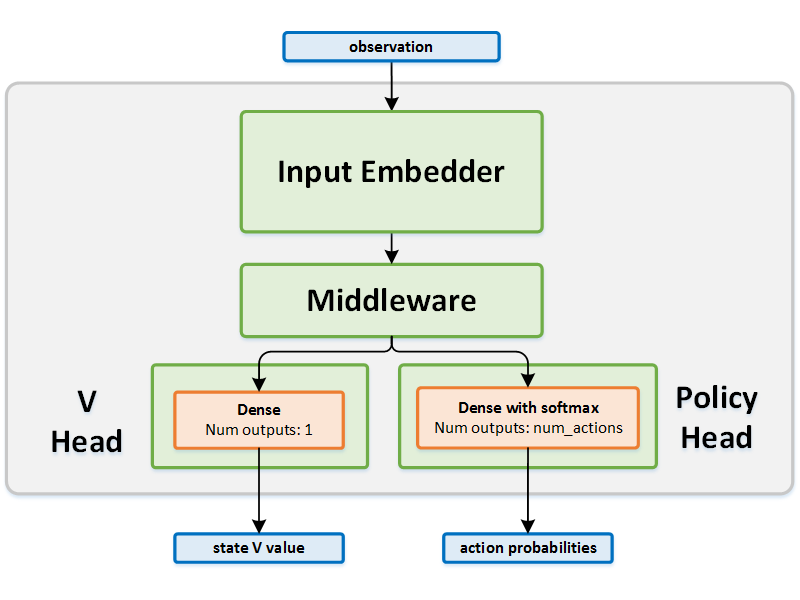 observation
Input Embedder
Middleware
V
Head
Dense
Num outputs: 1
Dense with softmax
Num outputs: num_actions
Policy
Head
state V value
action probabilities